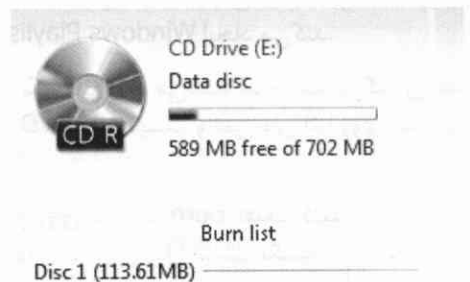 CD Drive (E:)
Data disc
CD R
589 MB free of 702 MB
Burn list
Disc 1 (113.61MB)